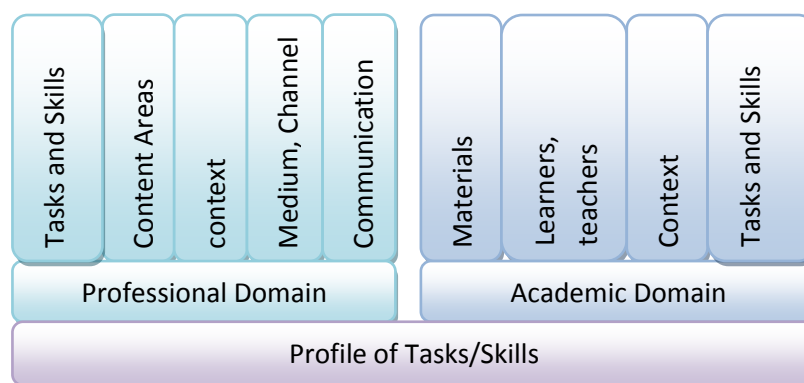 Tasks and Skills
Content Areas
context
Medium, Channel
Communication
Materials
Learners,
teachers
Context
Tasks and Skills
Professional Domain
Academic Domain
Profile of Tasks/Skills